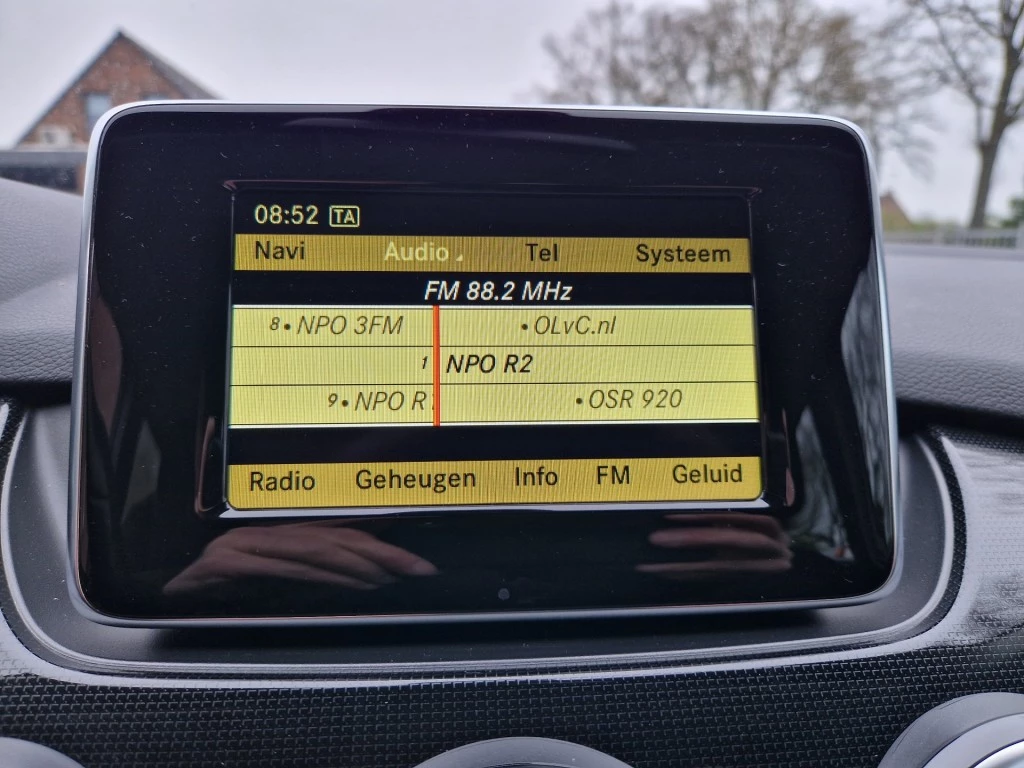 08:52 TA
Navi Audio Tel Systeem
FM 88.2 MHz
8• NPO 3FM •OLvC.nl
1 NPO R2
9• NPO R •OSR 920
Radio Geheugen Info FM Geluid